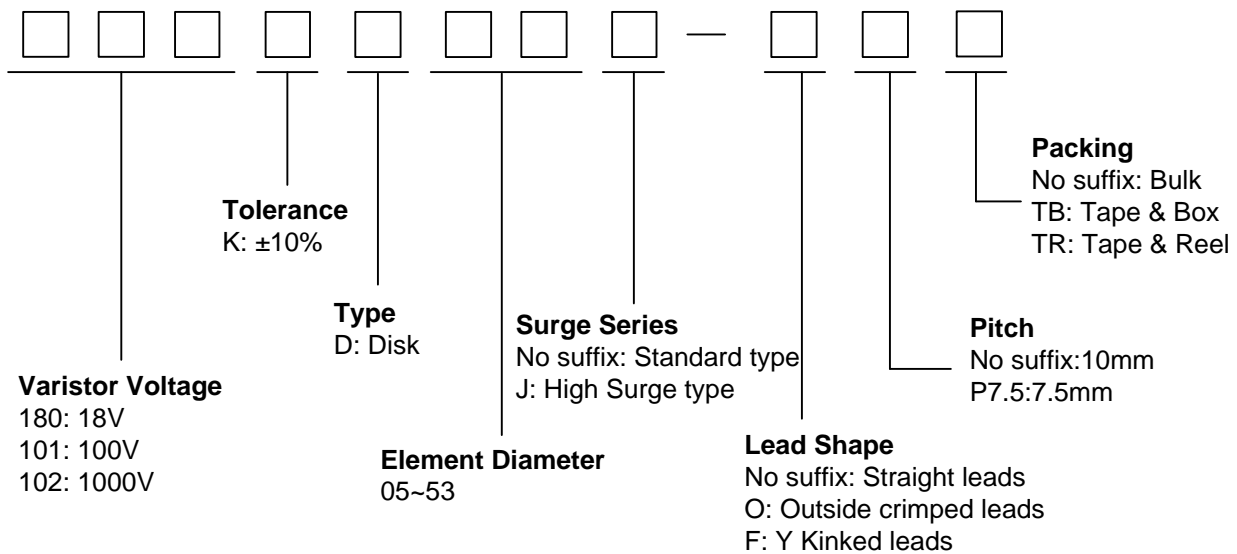 Varistor Voltage
180: 18V
101: 100V
102: 1000V
Tolerance
K: ±10%
Type
D: Disk
Element Diameter
05~53
Surge Series
No suffix: Standard type
J: High Surge type
Lead Shape
No suffix: Straight leads
O: Outside crimped leads
F: Y Kinked leads
Pitch
No suffix:10mm
P7.5:7.5mm
Packing
No suffix: Bulk
TB: Tape & Box
TR: Tape & Reel